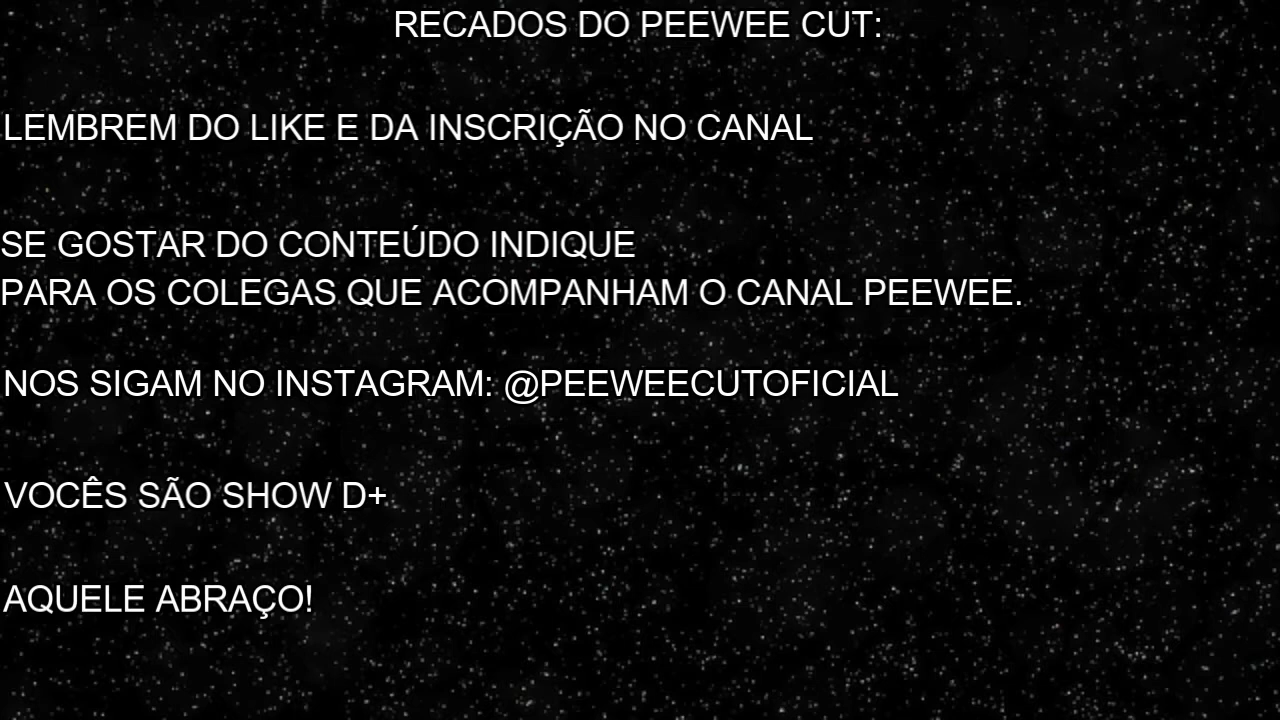 RECADOS DO PEEWEE CUT:
LEMBREM DO LIKE E DA INSCRIÇÃO NO CANAL
SE GOSTAR DO CONTEÚDO INDIQUE
PARA OS COLEGAS QUE ACOMPANHAM O CANAL PEEWEE.
NOS SIGAM NO INSTAGRAM: @PEEWEECUTOFICIAL
VOCÊS SÃO SHOW D+
AQUELE ABRAÇO!